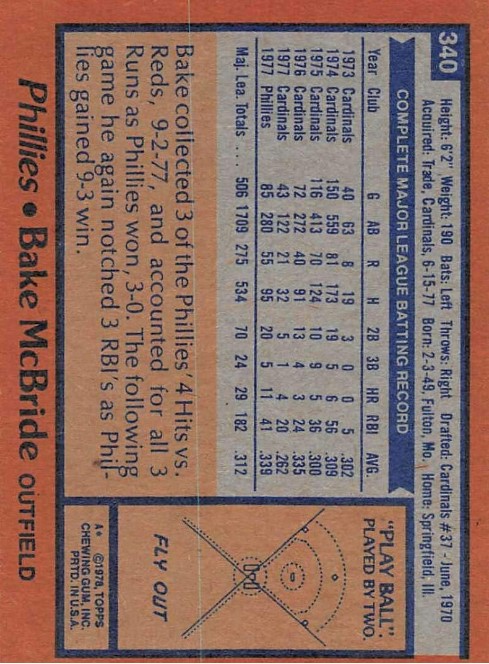 340
Height: 6'2" Weight: 190 Bats: Left Throws: Right Drafted: Cardinals #37 - June, 1970
Acquired: Trade, Cardinals, 6-15-77 Born: 2-3-49, Fulton, Mo. Home: Springfield, Ill.
COMPLETE MAJOR LEAGUE BATTING RECORD
Year Club G AB R H 2B 3B HR RBI AVG.
1973 Cardinals 40 63 8 19 3 0 0 5 .302
1974 Cardinals 150 559 81 173 19 5 6 56 .309
1975 Cardinals 116 413 70 124 10 9 5 36 .300
1976 Cardinals 72 272 40 91 13 4 3 24 .335
1977 Cardinals 43 122 21 32 5 1 4 20 .262
1977 Phillies 85 280 55 95 20 5 11 41 .339
Maj. Lea. Totals . . . 506 1709 275 534 70 24 29 182 .312
Bake collected 3 of the Phillies' 4 Hits vs.
Reds, 9-2-77, and accounted for all 3
Runs as Phillies won, 3-0. The following
game he again notched 3 RBI's as Phil-
lies gained 9-3 win.
"PLAY BALL"
PLAYED BY TWO.
FLY OUT
A* ©1978 TOPPS
CHEWING GUM, INC.
PRTD. IN U.S.A.
Phillies • Bake McBride OUTFIELD